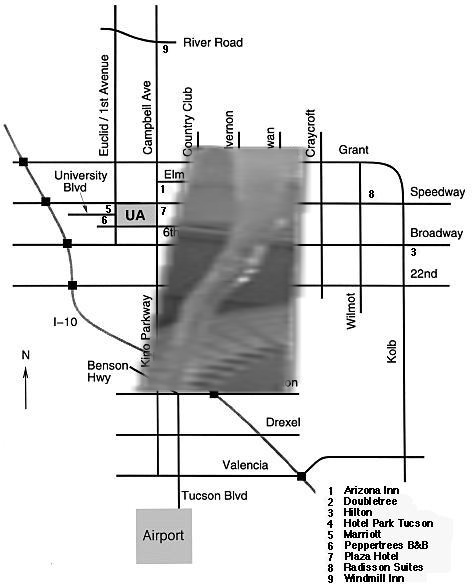 River Road
9
Euclid / 1st Avenue
Campbell Ave
Country Club
Craycroft
Grant
University
Blvd
Elm
1
8
Speedway
5
UA
7
6
6th
Broadway
3
22nd
I-10
Kino Parkway
Wilmot
Kolb
N
Benson
Hwy
Drexel
Valencia
Tucson Blvd
Airport
1 Arizona Inn
2 Doubletree
3 Hilton
4 Hotel Park Tucson
5 Marriott
6 Peppertrees B&B
7 Plaza Hotel
8 Radisson Suites
9 Windmill Inn